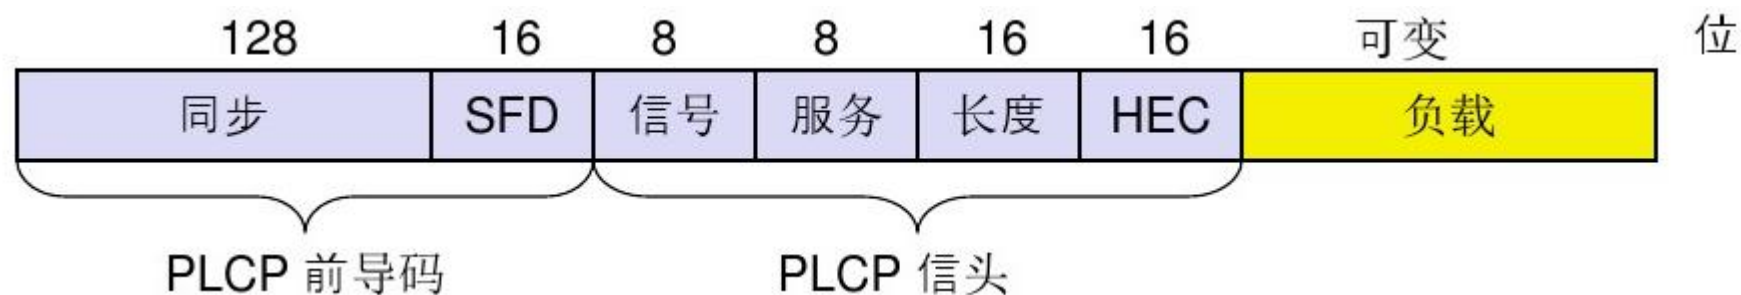 128 16 8 8 16 16 可变 位
同步 SFD 信号 服务 长度 HEC 负载
PLCP 前导码 PLCP 信头